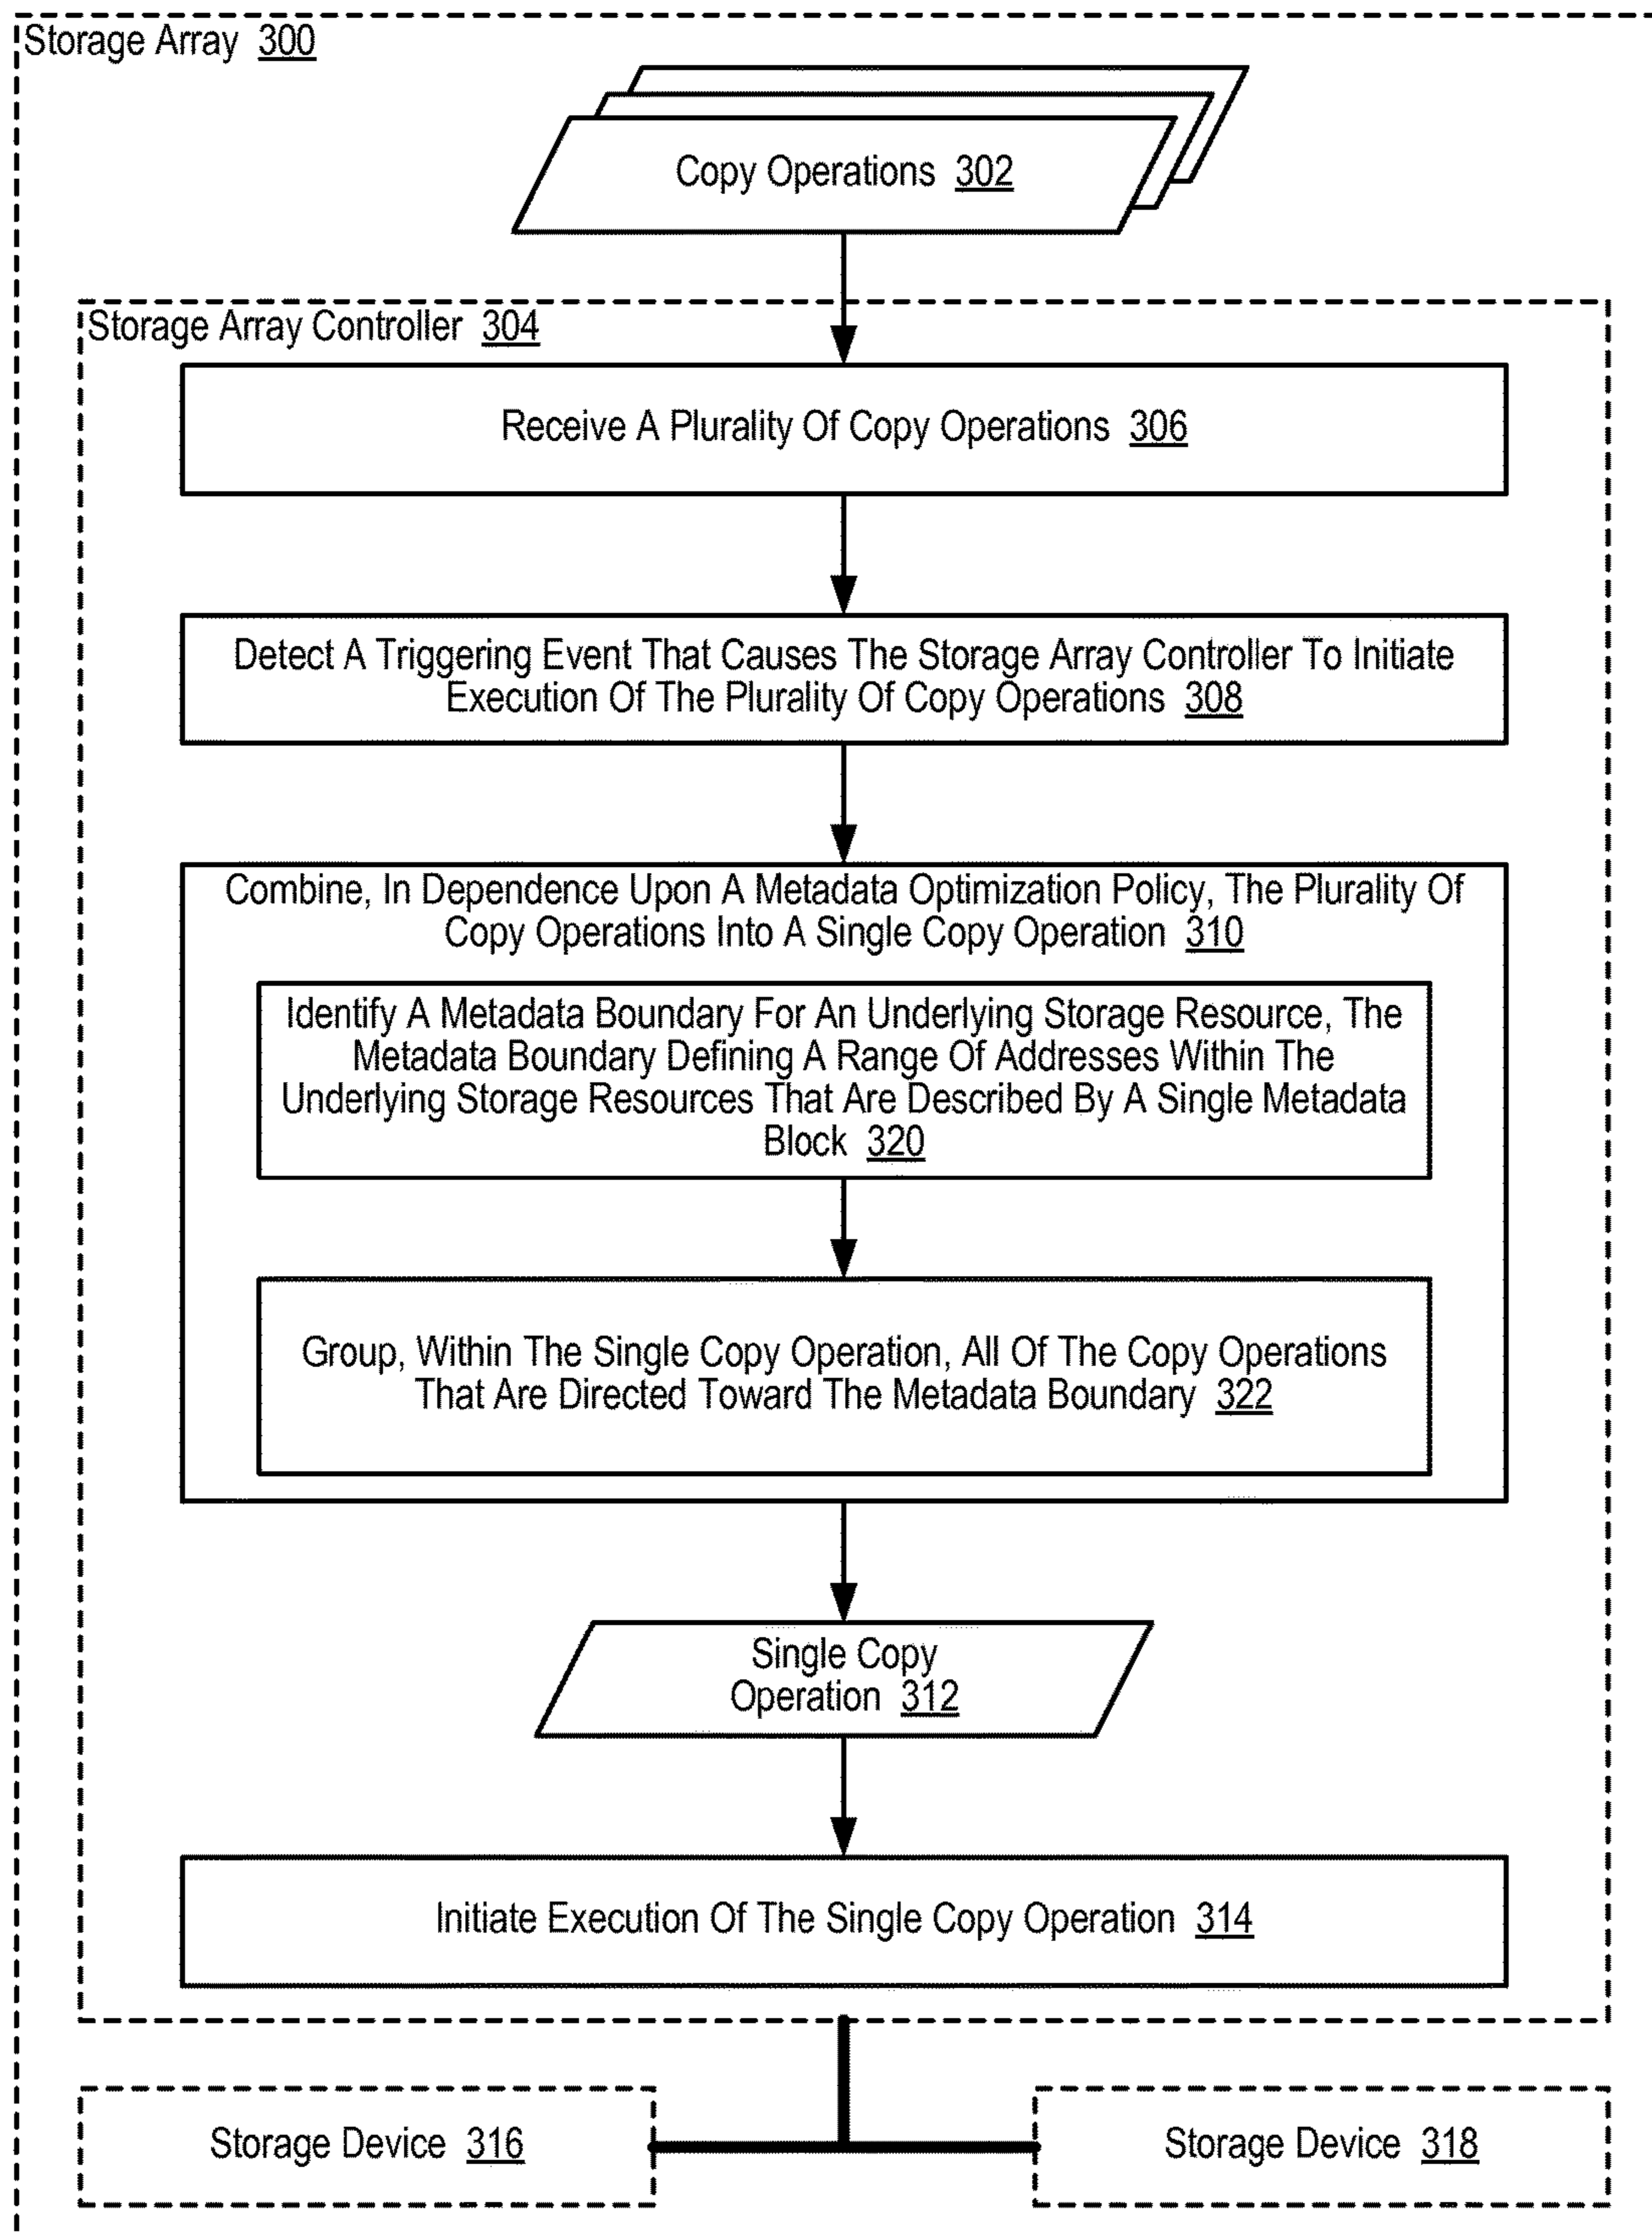 Storage Array 300
Copy Operations 302
Storage Array Controller 304
Receive A Plurality Of Copy Operations 306
Detect A Triggering Event That Causes The Storage Array Controller To Initiate
Execution Of The Plurality Of Copy Operations 308
Combine, In Dependence Upon A Metadata Optimization Policy, The Plurality Of
Copy Operations Into A Single Copy Operation 310
Identify A Metadata Boundary For An Underlying Storage Resource, The
Metadata Boundary Defining A Range Of Addresses Within The
Underlying Storage Resources That Are Described By A Single Metadata
Block 320
Group, Within The Single Copy Operation, All Of The Copy Operations
That Are Directed Toward The Metadata Boundary 322
Single Copy
Operation 312
Initiate Execution Of The Single Copy Operation 314
Storage Device 316
Storage Device 318